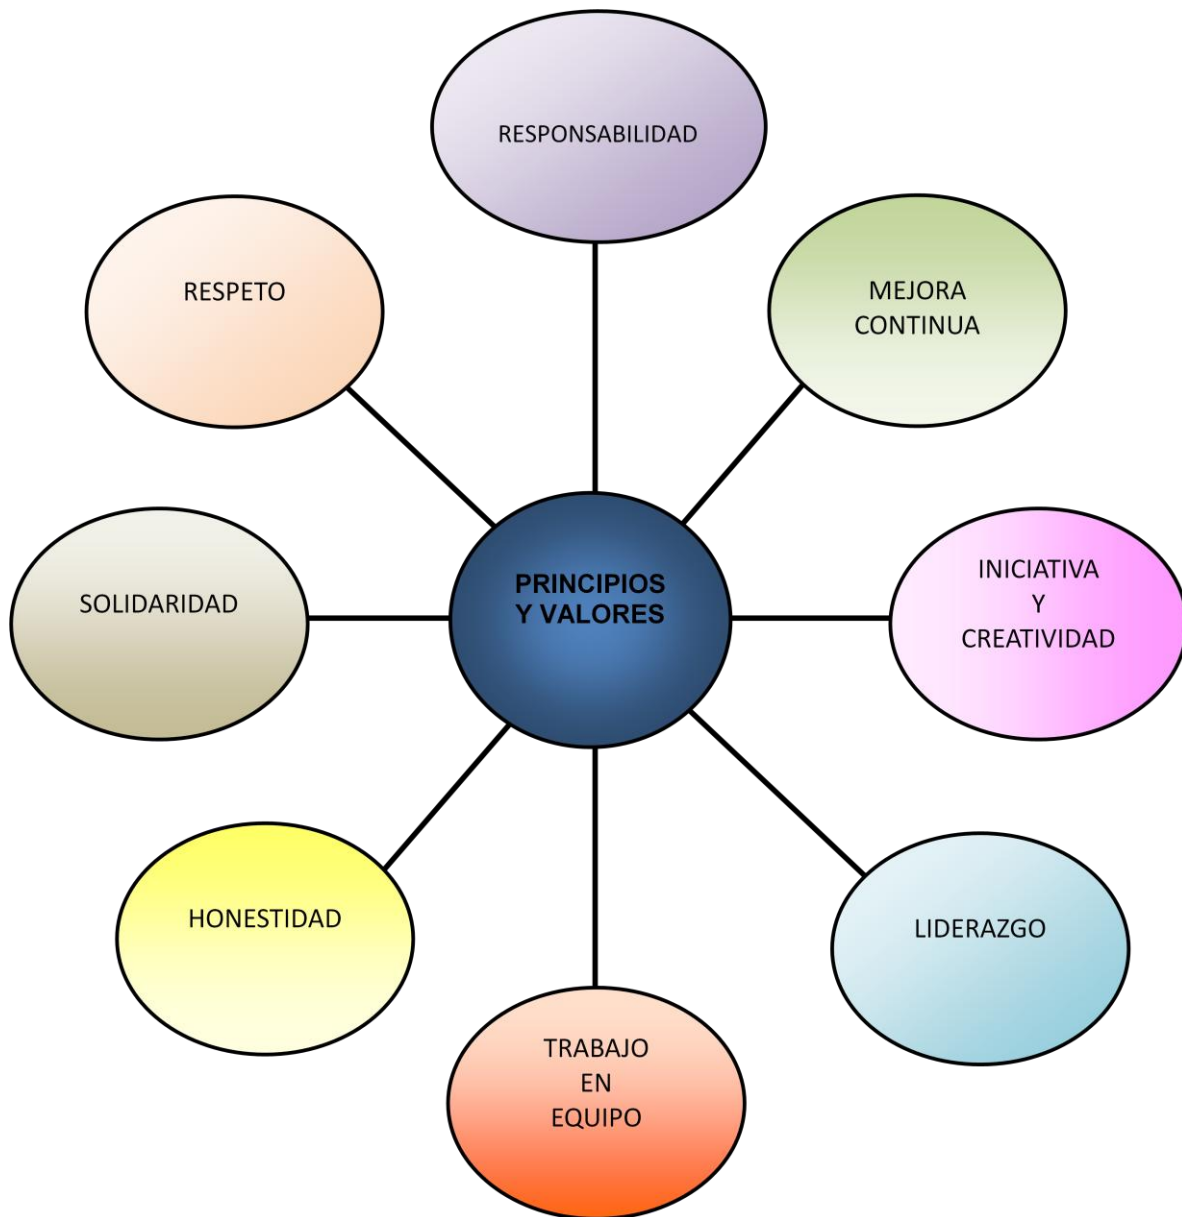 RESPONSABILIDAD
RESPETO
MEJORA
CONTINUA
PRINCIPIOS
Y VALORES
SOLIDARIDAD
INICIATIVA
Y
CREATIVIDAD
HONESTIDAD
LIDERAZGO
TRABAJO
EN
EQUIPO